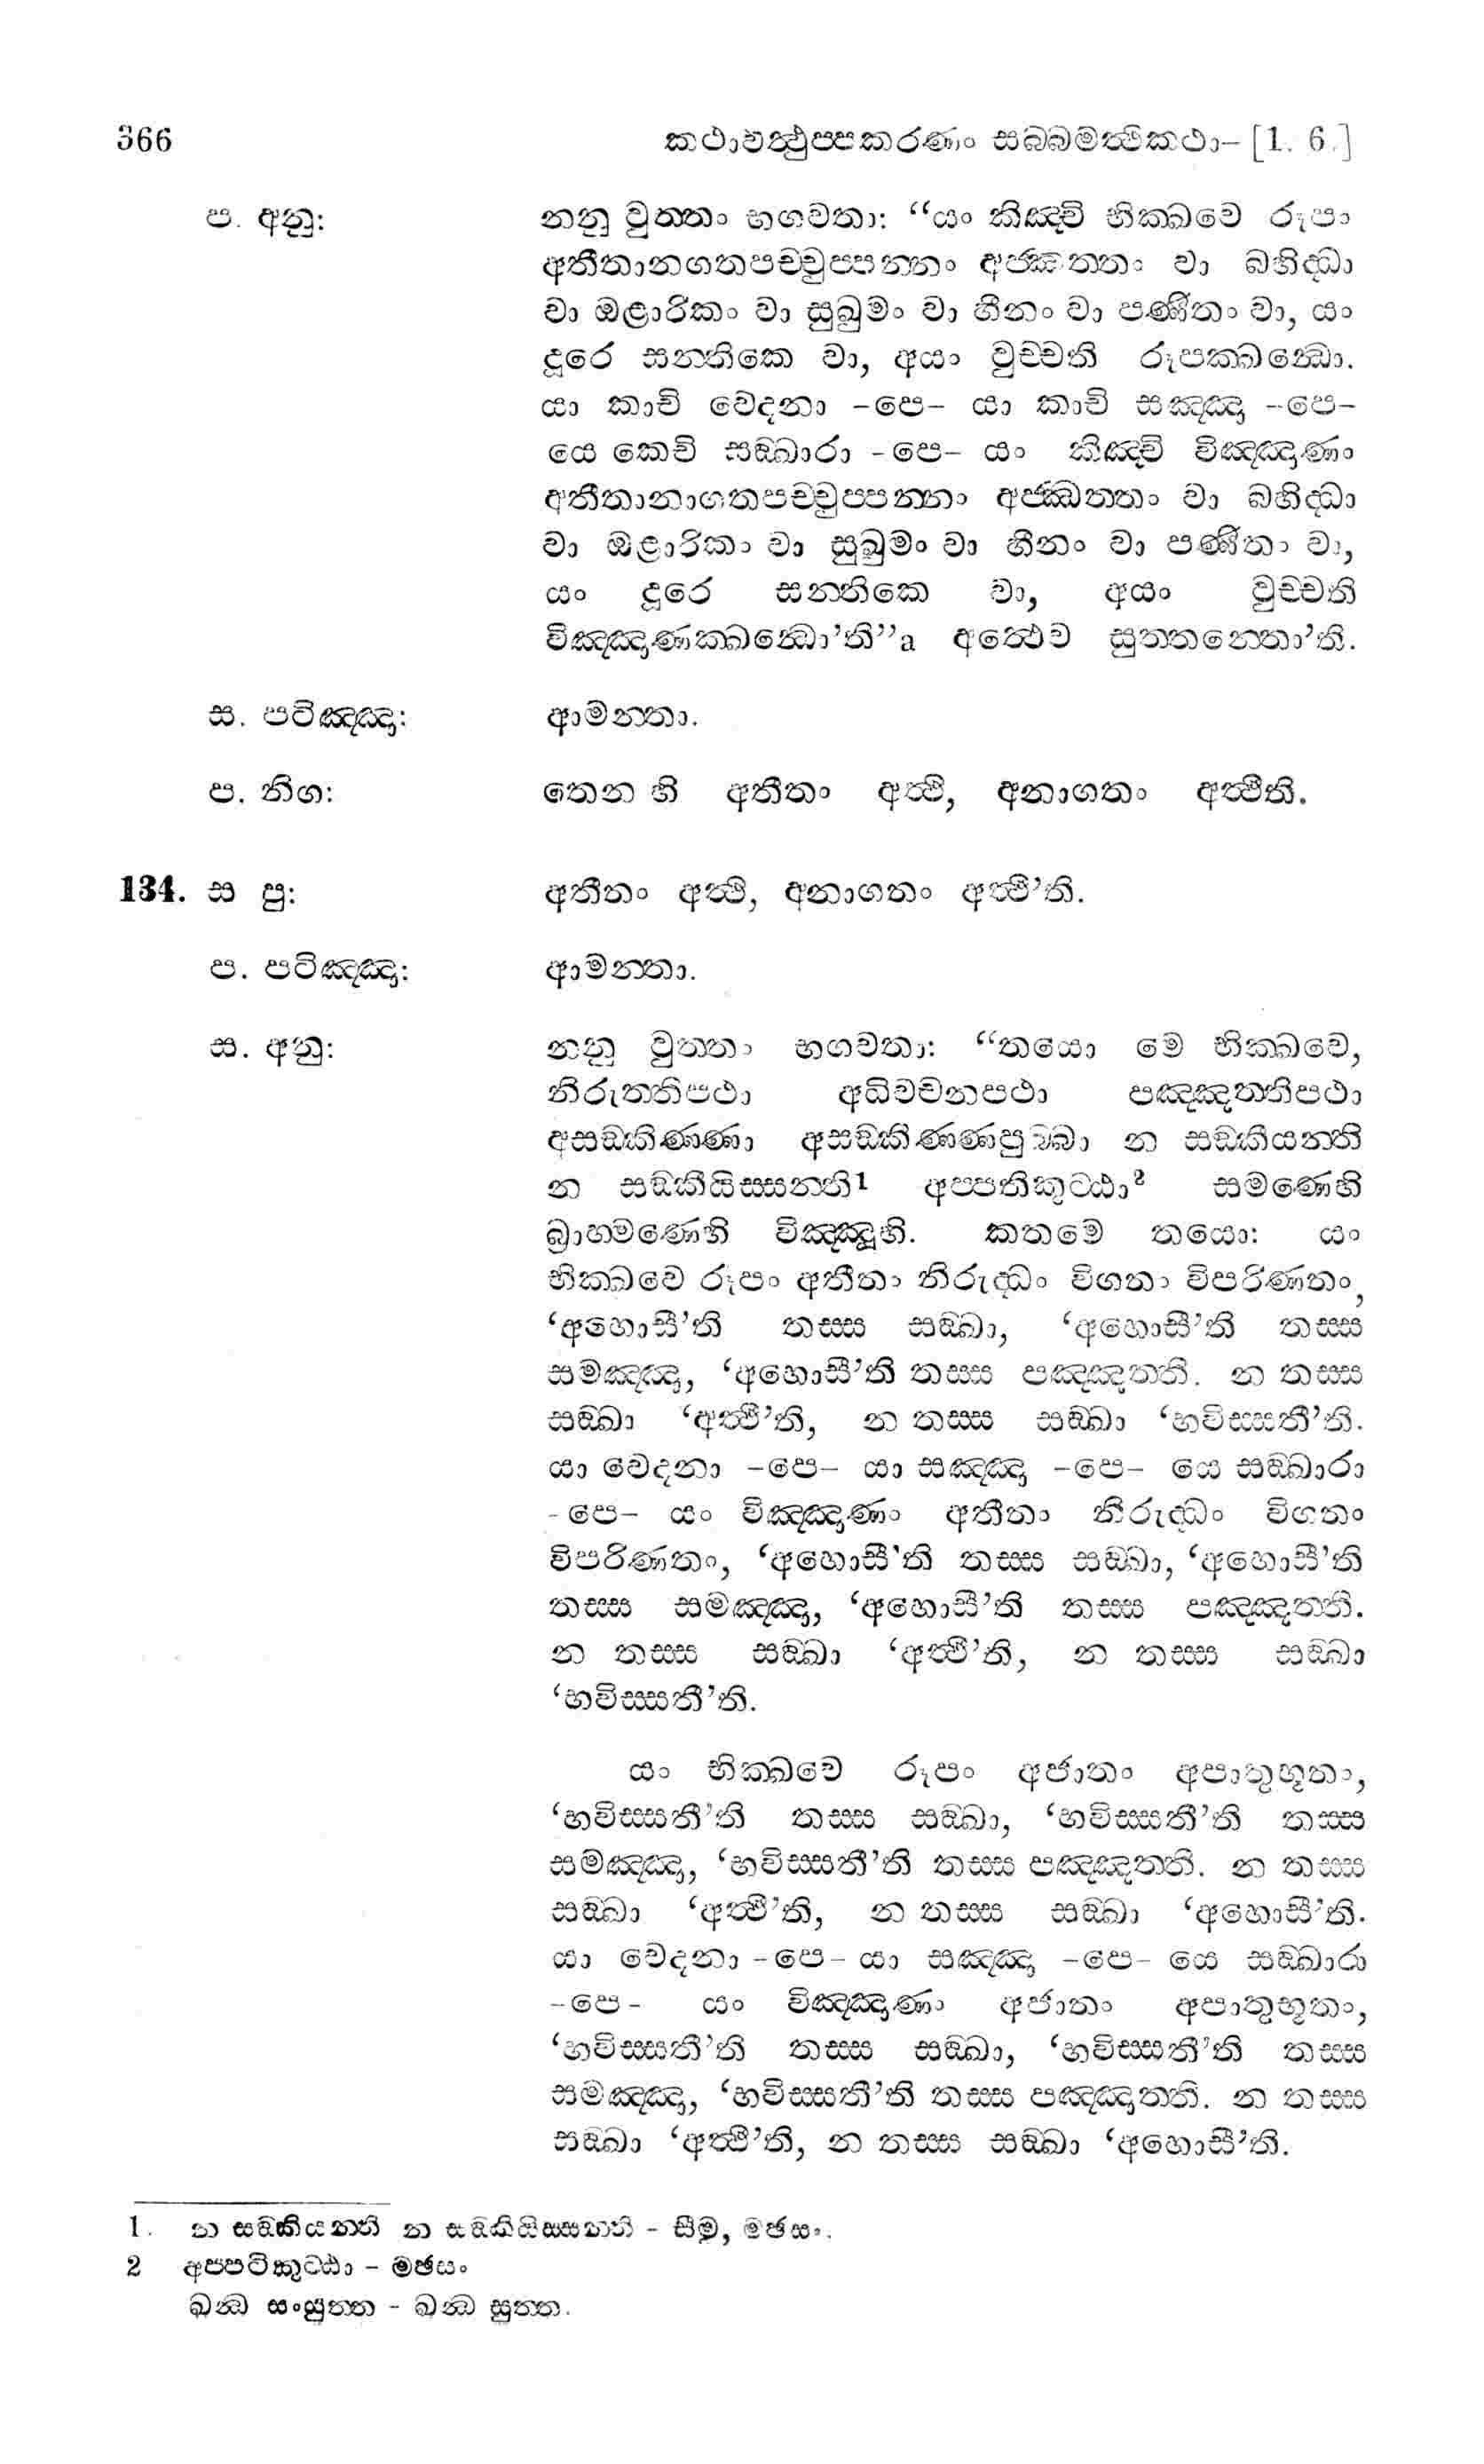 366 කථාවත්ථුප්පකරණං සබ්බමත්ථිකථා– [1. 6.]
ප. අනු: නනු වුත්තං භගවතා: “යං කිඤ්චි භික්ඛවෙ රූපං
අතීතානගතපච්චුප්පන්නං අජ්ඣත්තං වා බහිද්ධා
වා ඔළාරිකං වා සුඛුමං වා හීනං වා පණීතං වා, යං
දූරෙ සන්තිකෙ වා, අයං වුච්චති රූපක්ඛන්ධො.
යා කාචි වෙදනා –පෙ– යා කාචි සඤ්ඤා –පෙ–
යෙ කෙචි සඞ්ඛාරා –පෙ– යං කිඤ්චි විඤ්ඤාණං
අතීතානාගතපච්චුප්පන්නං අජ්ඣත්තං වා බහිද්ධා
වා ඔළාරිකං වා සුඛුමං වා හීනං වා පණීතං වා,
යං දූරෙ සන්තිකෙ වා, අයං වුච්චති
විඤ්ඤාණක්ඛන්ධො’ති”a අත්ථෙව සුත්තන්තො’ති.
ස. පටිඤ්ඤා: ආමන්තා.
ප. නිග: තෙන හි අතීතං අත්ථි, අනාගතං අත්ථීති.
134. ස පු: අතීතං අත්ථි, අනාගතං අත්ථී’ති.
ප. පටිඤ්ඤා: ආමන්තා.
ස. අනු: නනු වුත්තං භගවතා: “තයො මෙ භික්ඛවෙ,
නිරුත්තිපථා අධිවචනපථා පඤ්ඤත්තිපථා
අසඞ්කිණ්ණා අසඞ්කිණ්ණපුබ්බා න සඞ්කීයන්ති
න සඞ්කීයිස්සන්ති1 අප්පතිකුට්ඨා2 සමණෙහි
බ්‍රාහ්මණෙහි විඤ්ඤූහි. කතමෙ තයො: යං
භික්ඛවෙ රූපං අතීතං නිරුද්ධං විගතං විපරිණතං,
‘අහොසී’ති තස්ස සඞ්ඛා, ‘අහොසී’ති තස්ස
සමඤ්ඤා, ‘අහොසී’ති තස්ස පඤ්ඤත්ති. න තස්ස
සඞ්ඛා ‘අත්ථී’ති, න තස්ස සඞ්ඛා ‘භවිස්සතී’ති.
යා වෙදනා –පෙ– යා සඤ්ඤා –පෙ– යෙ සඞ්ඛාරා
–පෙ– යං විඤ්ඤාණං අතීතං නිරුද්ධං විගතං
විපරිණතං, ‘අහොසී’ති තස්ස සඞ්ඛා, ‘අහොසී’ති
තස්ස සමඤ්ඤා, ‘අහොසී’ති තස්ස පඤ්ඤත්ති.
න තස්ස සඞ්ඛා ‘අත්ථී’ති, න තස්ස සඞ්ඛා
‘භවිස්සතී’ති.
යං භික්ඛවෙ රූපං අජාතං අපාතුභූතං,
‘භවිස්සතී’ති තස්ස සඞ්ඛා, ‘භවිස්සතී’ති තස්ස
සමඤ්ඤා, ‘භවිස්සතී’ති තස්ස පඤ්ඤත්ති. න තස්ස
සඞ්ඛා ‘අත්ථී’ති, න තස්ස සඞ්ඛා ‘අහොසී’ති.
යා වෙදනා –පෙ– යා සඤ්ඤා –පෙ– යෙ සඞ්ඛාරා
–පෙ– යං විඤ්ඤාණං අජාතං අපාතුභූතං,
‘භවිස්සතී’ති තස්ස සඞ්ඛා, ‘භවිස්සතී’ති තස්ස
සමඤ්ඤා, ‘භවිස්සතී’ති තස්ස පඤ්ඤාත්ති. න තස්ස
සඞ්ඛා ‘අත්ථී’ති, න තස්ස සඞ්ඛා ‘අහොසී’ති.
1. න සඞ්කියන්ති න සඞ්කියිස්සන්ති – සීමු, මඡසං.
2 අප්පටිකුට්ඨා – මඡසං
ඛන්ධ සංයුත්ත – ඛන්ධ සුත්ත.